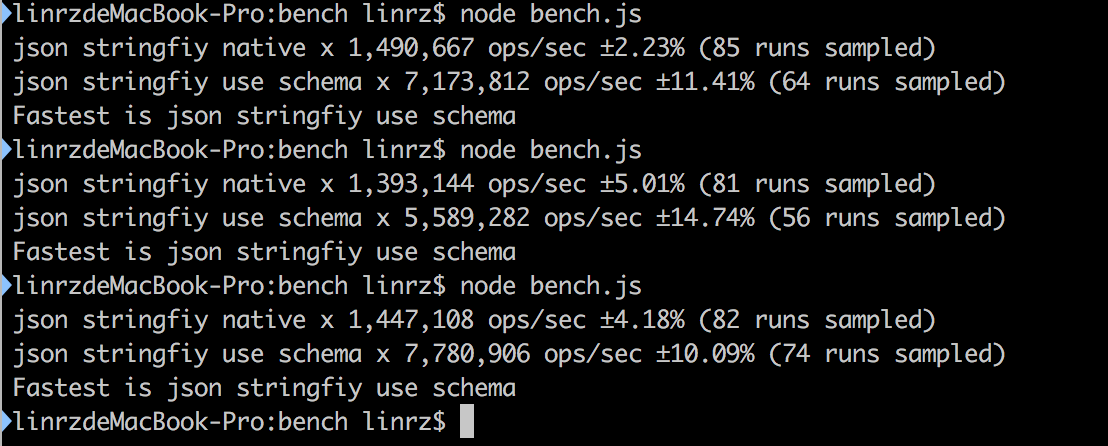 linrzdeMacBook-Pro:bench linrz$ node bench.js
json stringfiy native x 1,490,667 ops/sec ±2.23% (85 runs sampled)
json stringfiy use schema x 7,173,812 ops/sec ±11.41% (64 runs sampled)
Fastest is json stringfiy use schema
linrzdeMacBook-Pro:bench linrz$ node bench.js
json stringfiy native x 1,393,144 ops/sec ±5.01% (81 runs sampled)
json stringfiy use schema x 5,589,282 ops/sec ±14.74% (56 runs sampled)
Fastest is json stringfiy use schema
linrzdeMacBook-Pro:bench linrz$ node bench.js
json stringfiy native x 1,447,108 ops/sec ±4.18% (82 runs sampled)
json stringfiy use schema x 7,780,906 ops/sec ±10.09% (74 runs sampled)
Fastest is json stringfiy use schema
linrzdeMacBook-Pro:bench linrz$